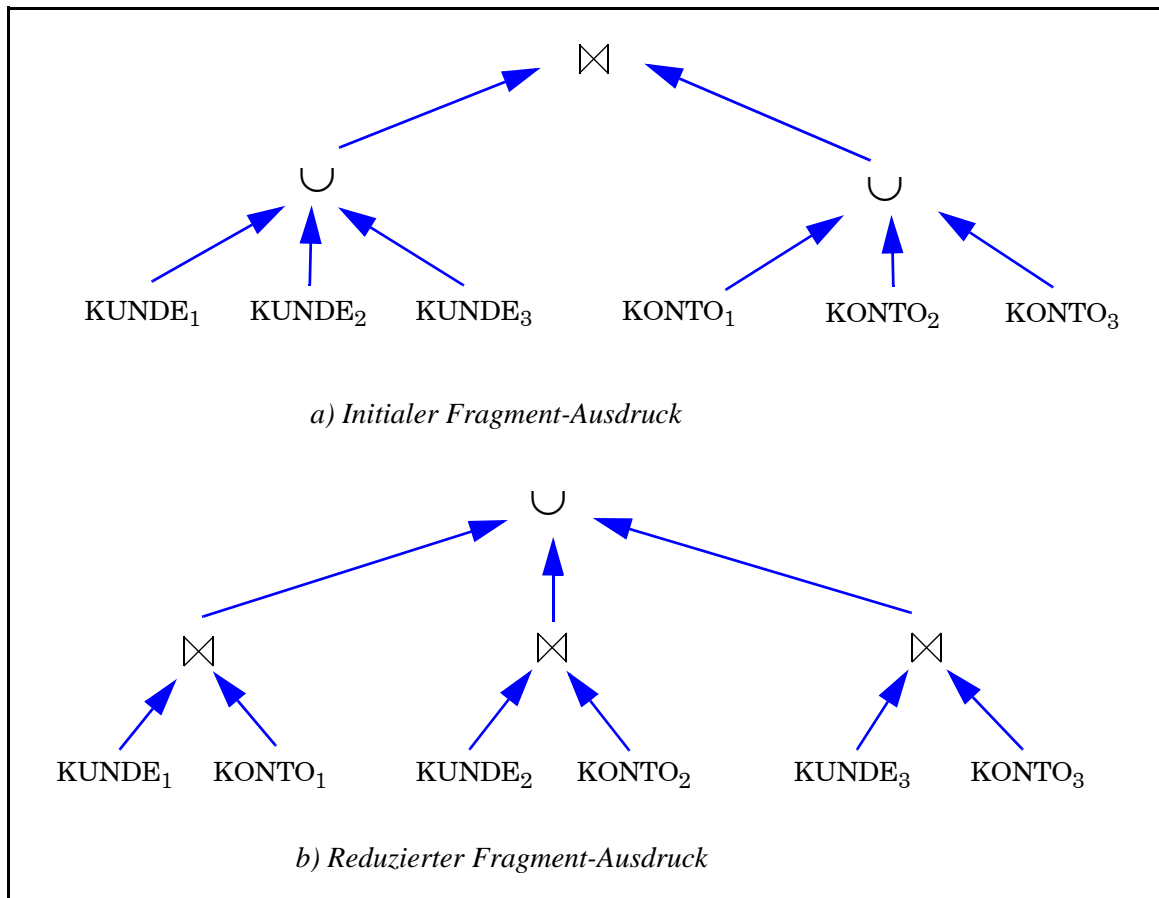 ⋈
∪ ∪
KUNDE₁ KUNDE₂ KUNDE₃ KONTO₁ KONTO₂ KONTO₃
a) Initialer Fragment-Ausdruck
∪
⋈ ⋈ ⋈
KUNDE₁ KONTO₁ KUNDE₂ KONTO₂ KUNDE₃ KONTO₃
b) Reduzierter Fragment-Ausdruck